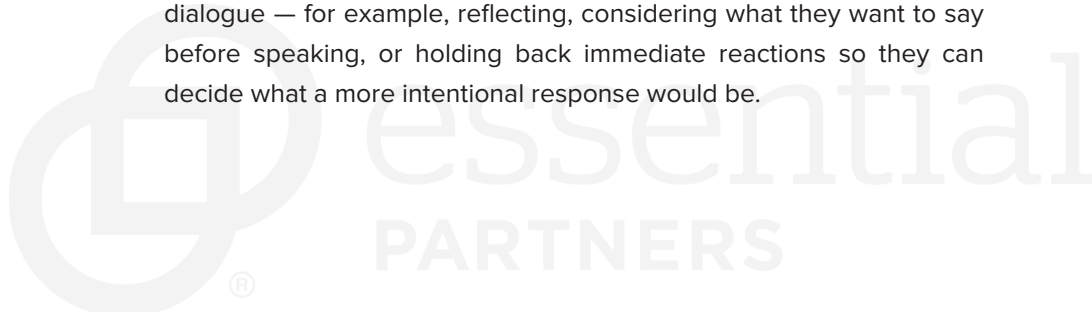 dialogue — for example, reflecting, considering what they want to say
before speaking, or holding back immediate reactions so they can
decide what a more intentional response would be.
essential
PARTNERS
®